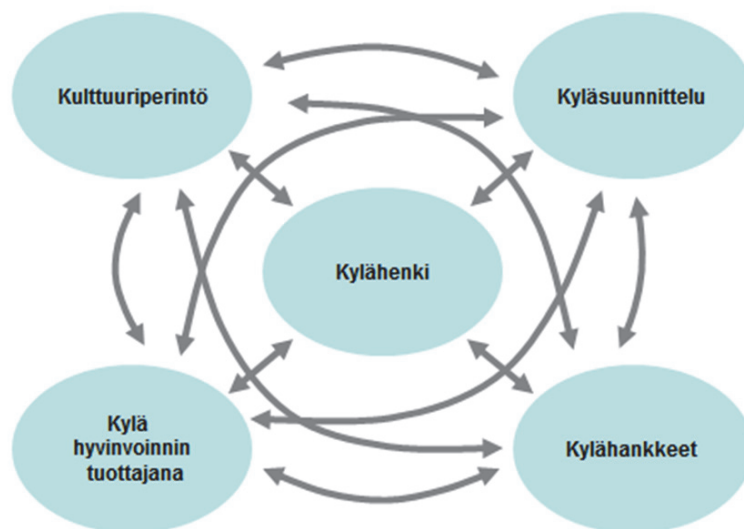 Kulttuuriperintö
Kyläsuunnittelu
Kylähenki
Kylä
hyvinvoinnin
tuottajana
Kylähankkeet